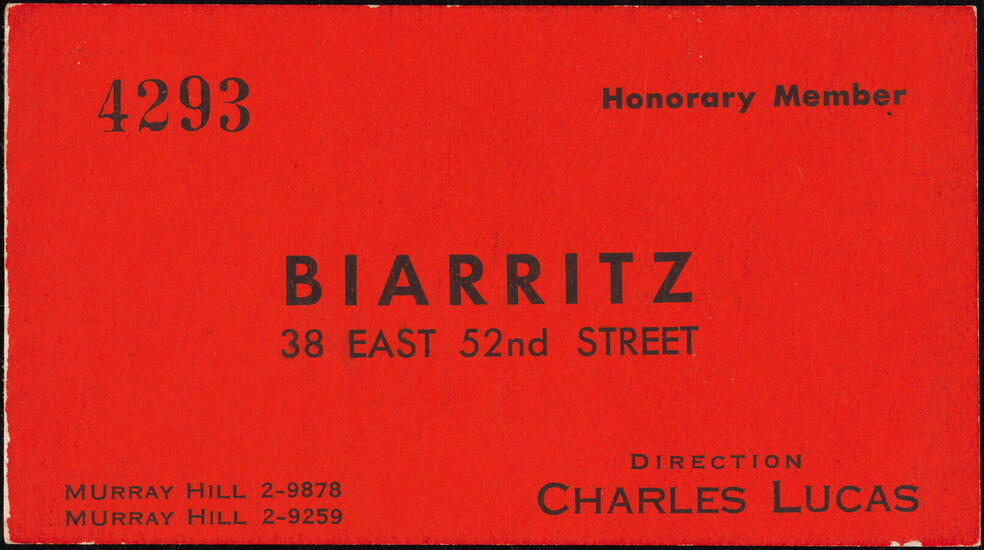 4293
Honorary Member
BIARRITZ
38 EAST 52nd STREET
MURRAY HILL 2-9878
MURRAY HILL 2-9259
DIRECTION
CHARLES LUCAS